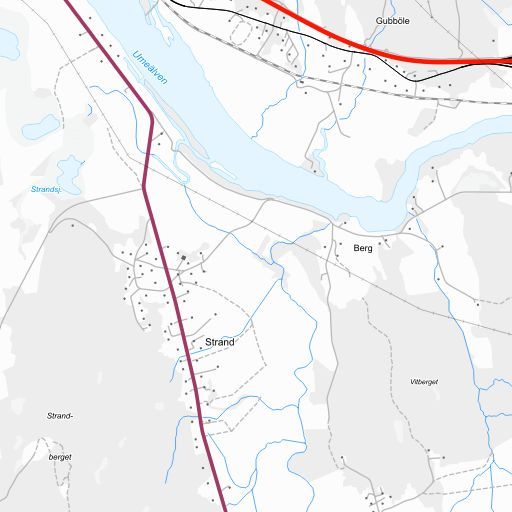 Gubböle
Umeälven
Strandsj.
Berg
Strand
Vitberget
Strand-
berget